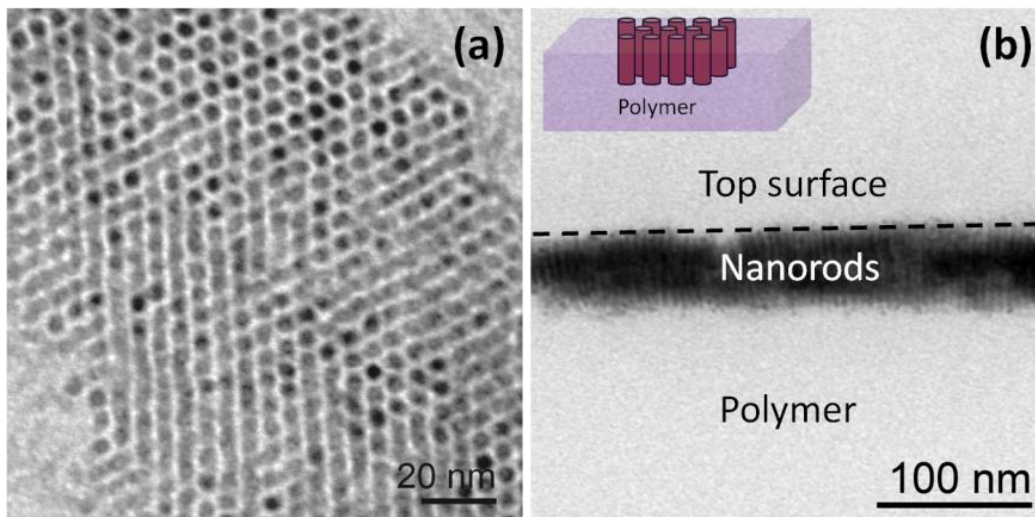 (a)
20 nm
(b)
Polymer
Top surface
Nanorods
Polymer
100 nm